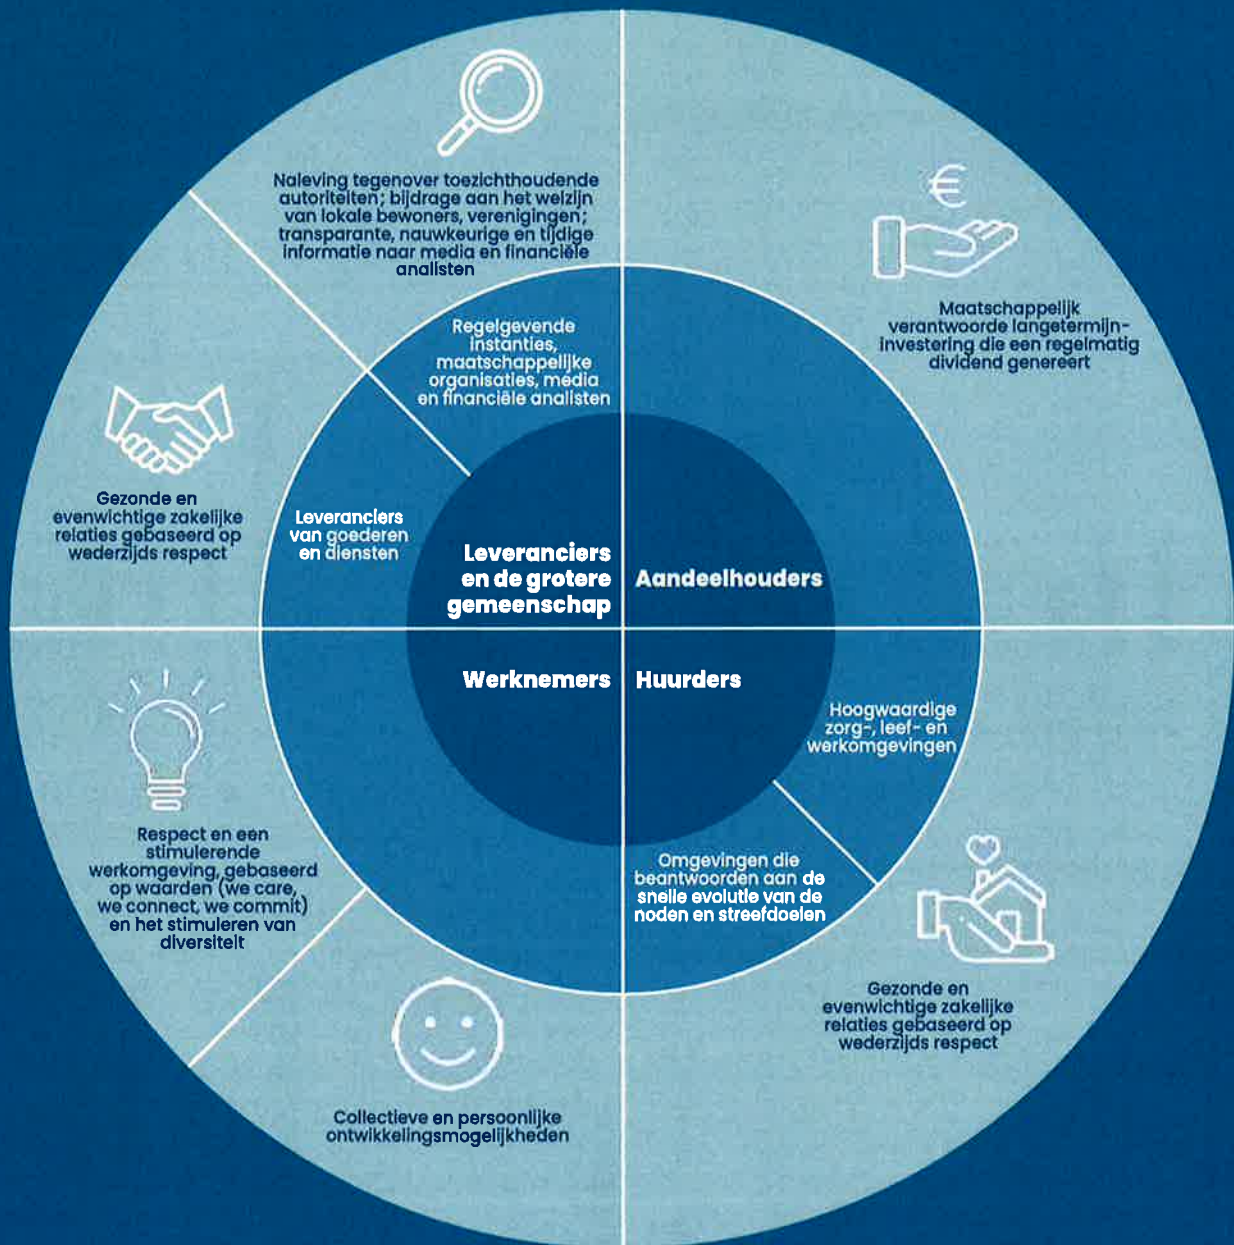 Naleving tegenover toezichthoudende
autoriteiten; bijdrage aan het welzijn
van lokale bewoners, verenigingen;
transparante, nauwkeurige en tijdige
informatie naar media en financiële
analisten
€
Maatschappelijk
verantwoorde langetermijn-
investering die een regelmatig
dividend genereert
Regelgevende
instanties,
maatschappelijke
organisaties, media
en financiële analisten
Gezonde en
evenwichtige zakelijke
relaties gebaseerd op
wederzijds respect
Leveranciers
van goederen
en diensten
Leveranciers
en de grotere
gemeenschap
Aandeelhouders
Werknemers
Huurders
Hoogwaardige
zorg-, leef- en
werkomgevingen
Omgevingen die
beantwoorden aan de
snelle evolutie van de
noden en streefdoelen
Respect en een
stimulerende
werkomgeving, gebaseerd
op waarden (we care,
we connect, we commit)
en het stimuleren van
diversiteit
Gezonde en
evenwichtige zakelijke
relaties gebaseerd op
wederzijds respect
Collectieve en persoonlijke
ontwikkelingsmogelijkheden